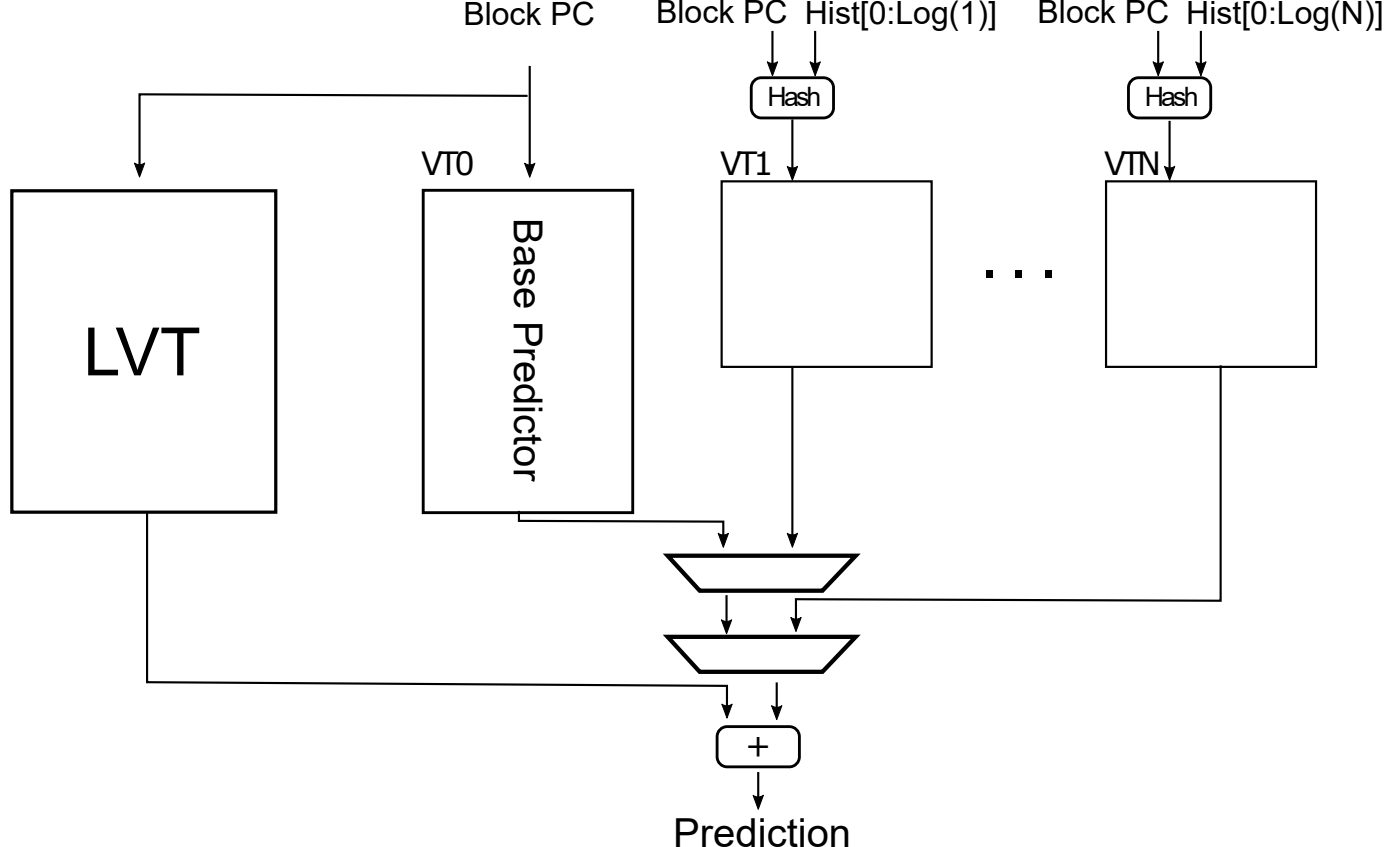 Block PC
Block PC Hist[0:Log(1)]
Block PC Hist[0:Log(N)]
Hash
Hash
VT0
VT1
VTN
LVT
Base Predictor
. . .
+
Prediction